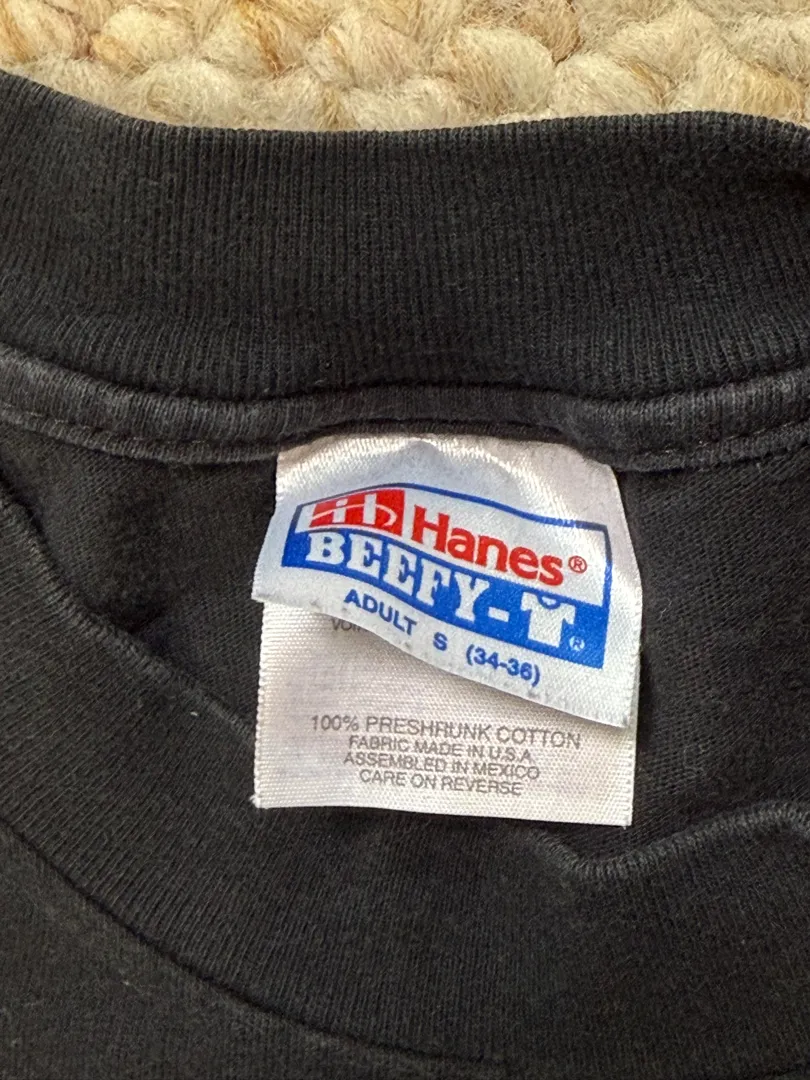 Hanes®
BEEFY-T®
ADULT S (34-36)
100% PRESHRUNK COTTON
FABRIC MADE IN U.S.A.
ASSEMBLED IN MEXICO
CARE ON REVERSE